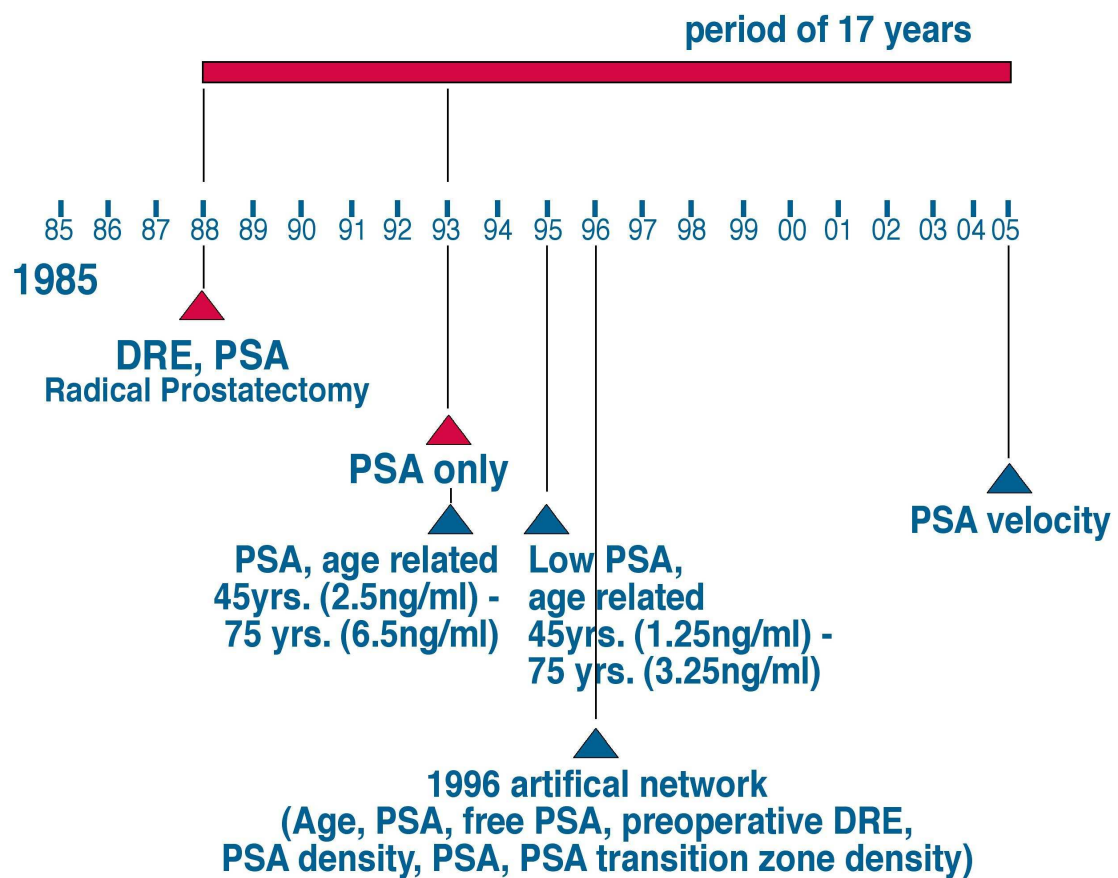 period of 17 years
85 86 87 88 89 90 91 92 93 94 95 96 97 98 99 00 01 02 03 04 05
1985
DRE, PSA
Radical Prostatectomy
PSA only
PSA, age related
45yrs. (2.5ng/ml) -
75 yrs. (6.5ng/ml)
Low PSA,
age related
45yrs. (1.25ng/ml) -
75 yrs. (3.25ng/ml)
PSA velocity
1996 artifical network
(Age, PSA, free PSA, preoperative DRE,
PSA density, PSA, PSA transition zone density)